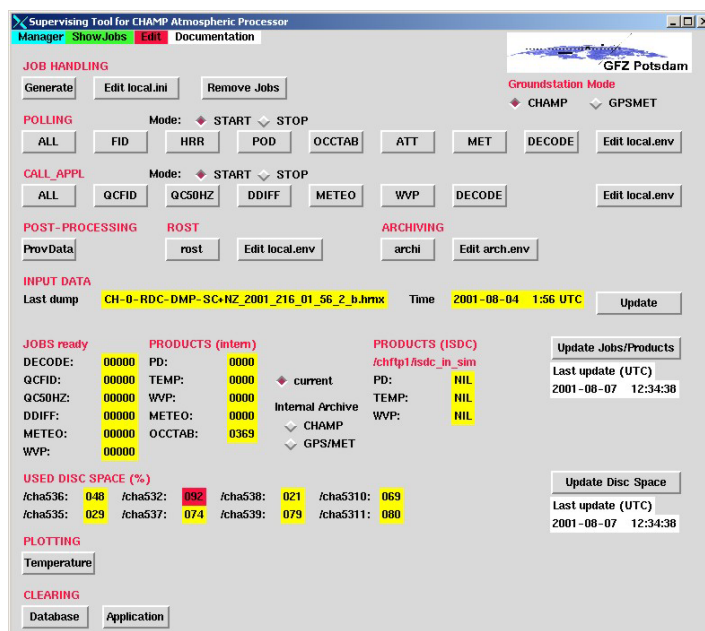 Supervising Tool for CHAMP Atmospheric Processor
Manager ShowJobs Edit Documentation
GFZ Potsdam
JOB HANDLING
Generate Edit local.ini Remove Jobs
Groundstation Mode
CHAMP GPSMET
POLLING Mode: START STOP
ALL FID HRR POD OCCTAB ATT MET DECODE Edit local.env
CALL_APPL Mode: START STOP
ALL QCFID QC50HZ DDIFF METEO WVP DECODE Edit local.env
POST-PROCESSING ROST ARCHIVING
ProvData rost Edit local.env archi Edit arch.env
INPUT DATA
Last dump CH-0-RDC-DMP-SC+NZ_2001_216_01_56_2_b.hrnx Time 2001-08-04 1:56 UTC Update
JOBS ready PRODUCTS (intern) PRODUCTS (ISDC) Update Jobs/Products
DECODE: 00000 PD: 0000 /chftp1/isdc_in_sim Last update (UTC)
QCFID: 00000 TEMP: 0000 current PD: NIL 2001-08-07 12:34:38
QC50HZ: 00000 WVP: 0000 Internal Archive TEMP: NIL
DDIFF: 00000 METEO: 0000 CHAMP WVP: NIL
METEO: 00000 OCCTAB: 0369 GPS/MET
WVP: 00000
USED DISC SPACE (%) Update Disc Space
/cha536: 048 /cha532: 092 /cha538: 021 /cha5310: 069 Last update (UTC)
/cha535: 029 /cha537: 074 /cha539: 079 /cha5311: 080 2001-08-07 12:34:38
PLOTTING
Temperature
CLEARING
Database Application